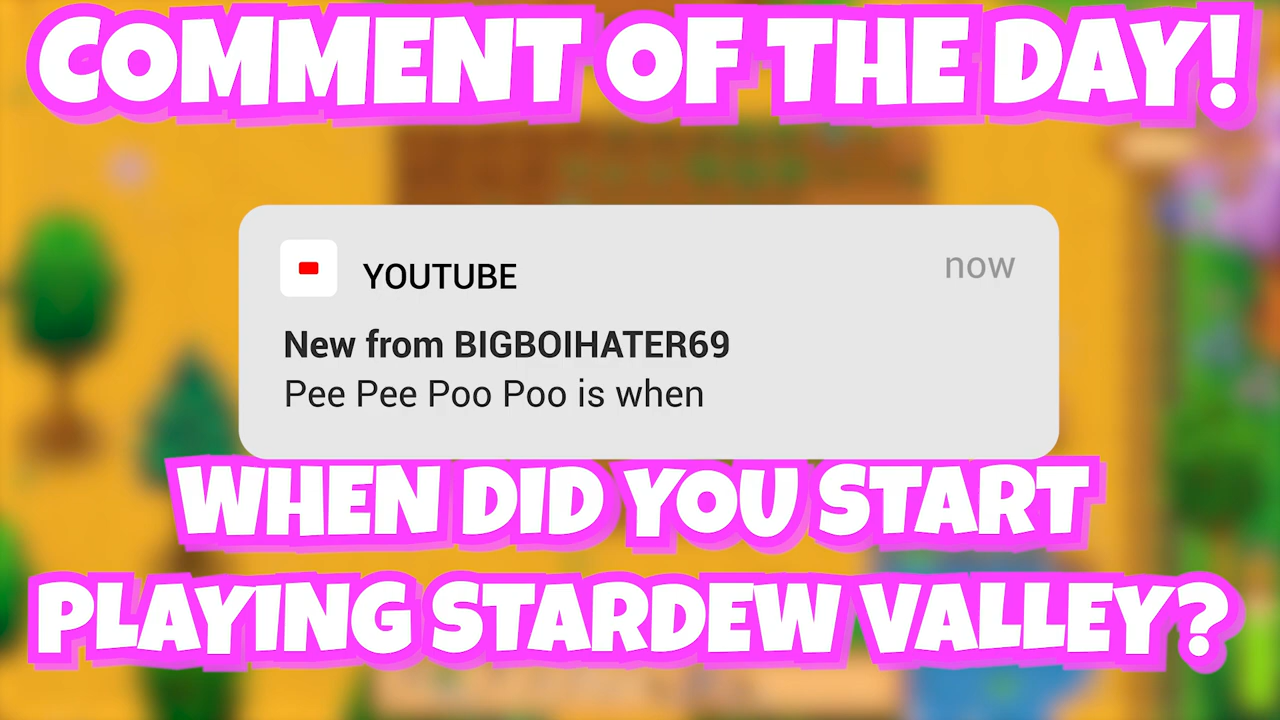 COMMENT OF THE DAY!
YOUTUBE
now
New from BIGBOIHATER69
Pee Pee Poo Poo is when
WHEN DID YOU START
PLAYING STARDEW VALLEY?